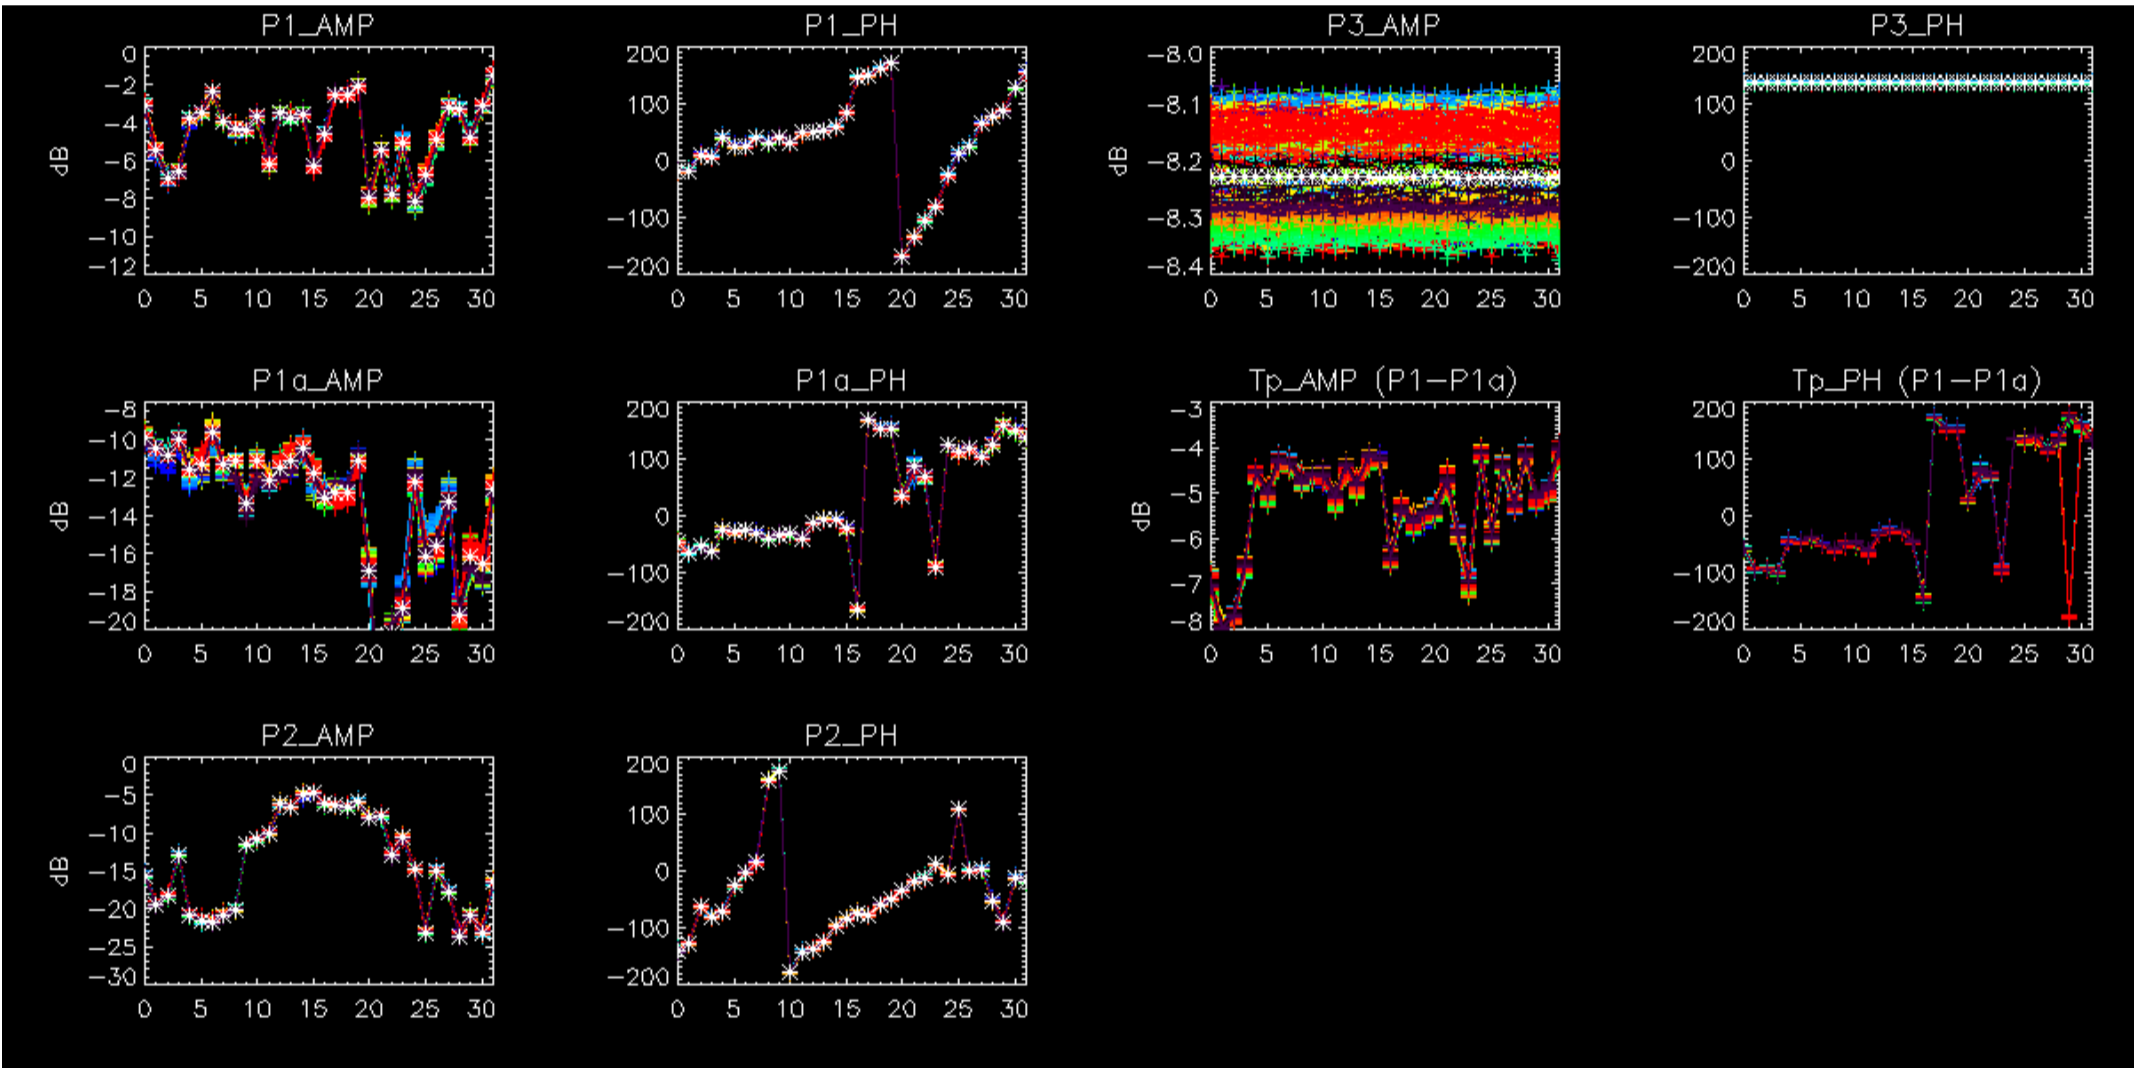 P1_AMP
P1_PH
P3_AMP
P3_PH
dB
0
−2
−4
−6
−8
−10
−12
0 5 10 15 20 25 30
200
100
0
−100
−200
0 5 10 15 20 25 30
dB
−8.0
−8.1
−8.2
−8.3
−8.4
0 5 10 15 20 25 30
200
100
0
−100
−200
0 5 10 15 20 25 30
P1a_AMP
P1a_PH
Tp_AMP (P1−P1a)
Tp_PH (P1−P1a)
dB
−8
−10
−12
−14
−16
−18
−20
0 5 10 15 20 25 30
200
100
0
−100
−200
0 5 10 15 20 25 30
dB
−3
−4
−5
−6
−7
−8
0 5 10 15 20 25 30
200
100
0
−100
−200
0 5 10 15 20 25 30
P2_AMP
P2_PH
dB
0
−5
−10
−15
−20
−25
−30
0 5 10 15 20 25 30
200
100
0
−100
−200
0 5 10 15 20 25 30